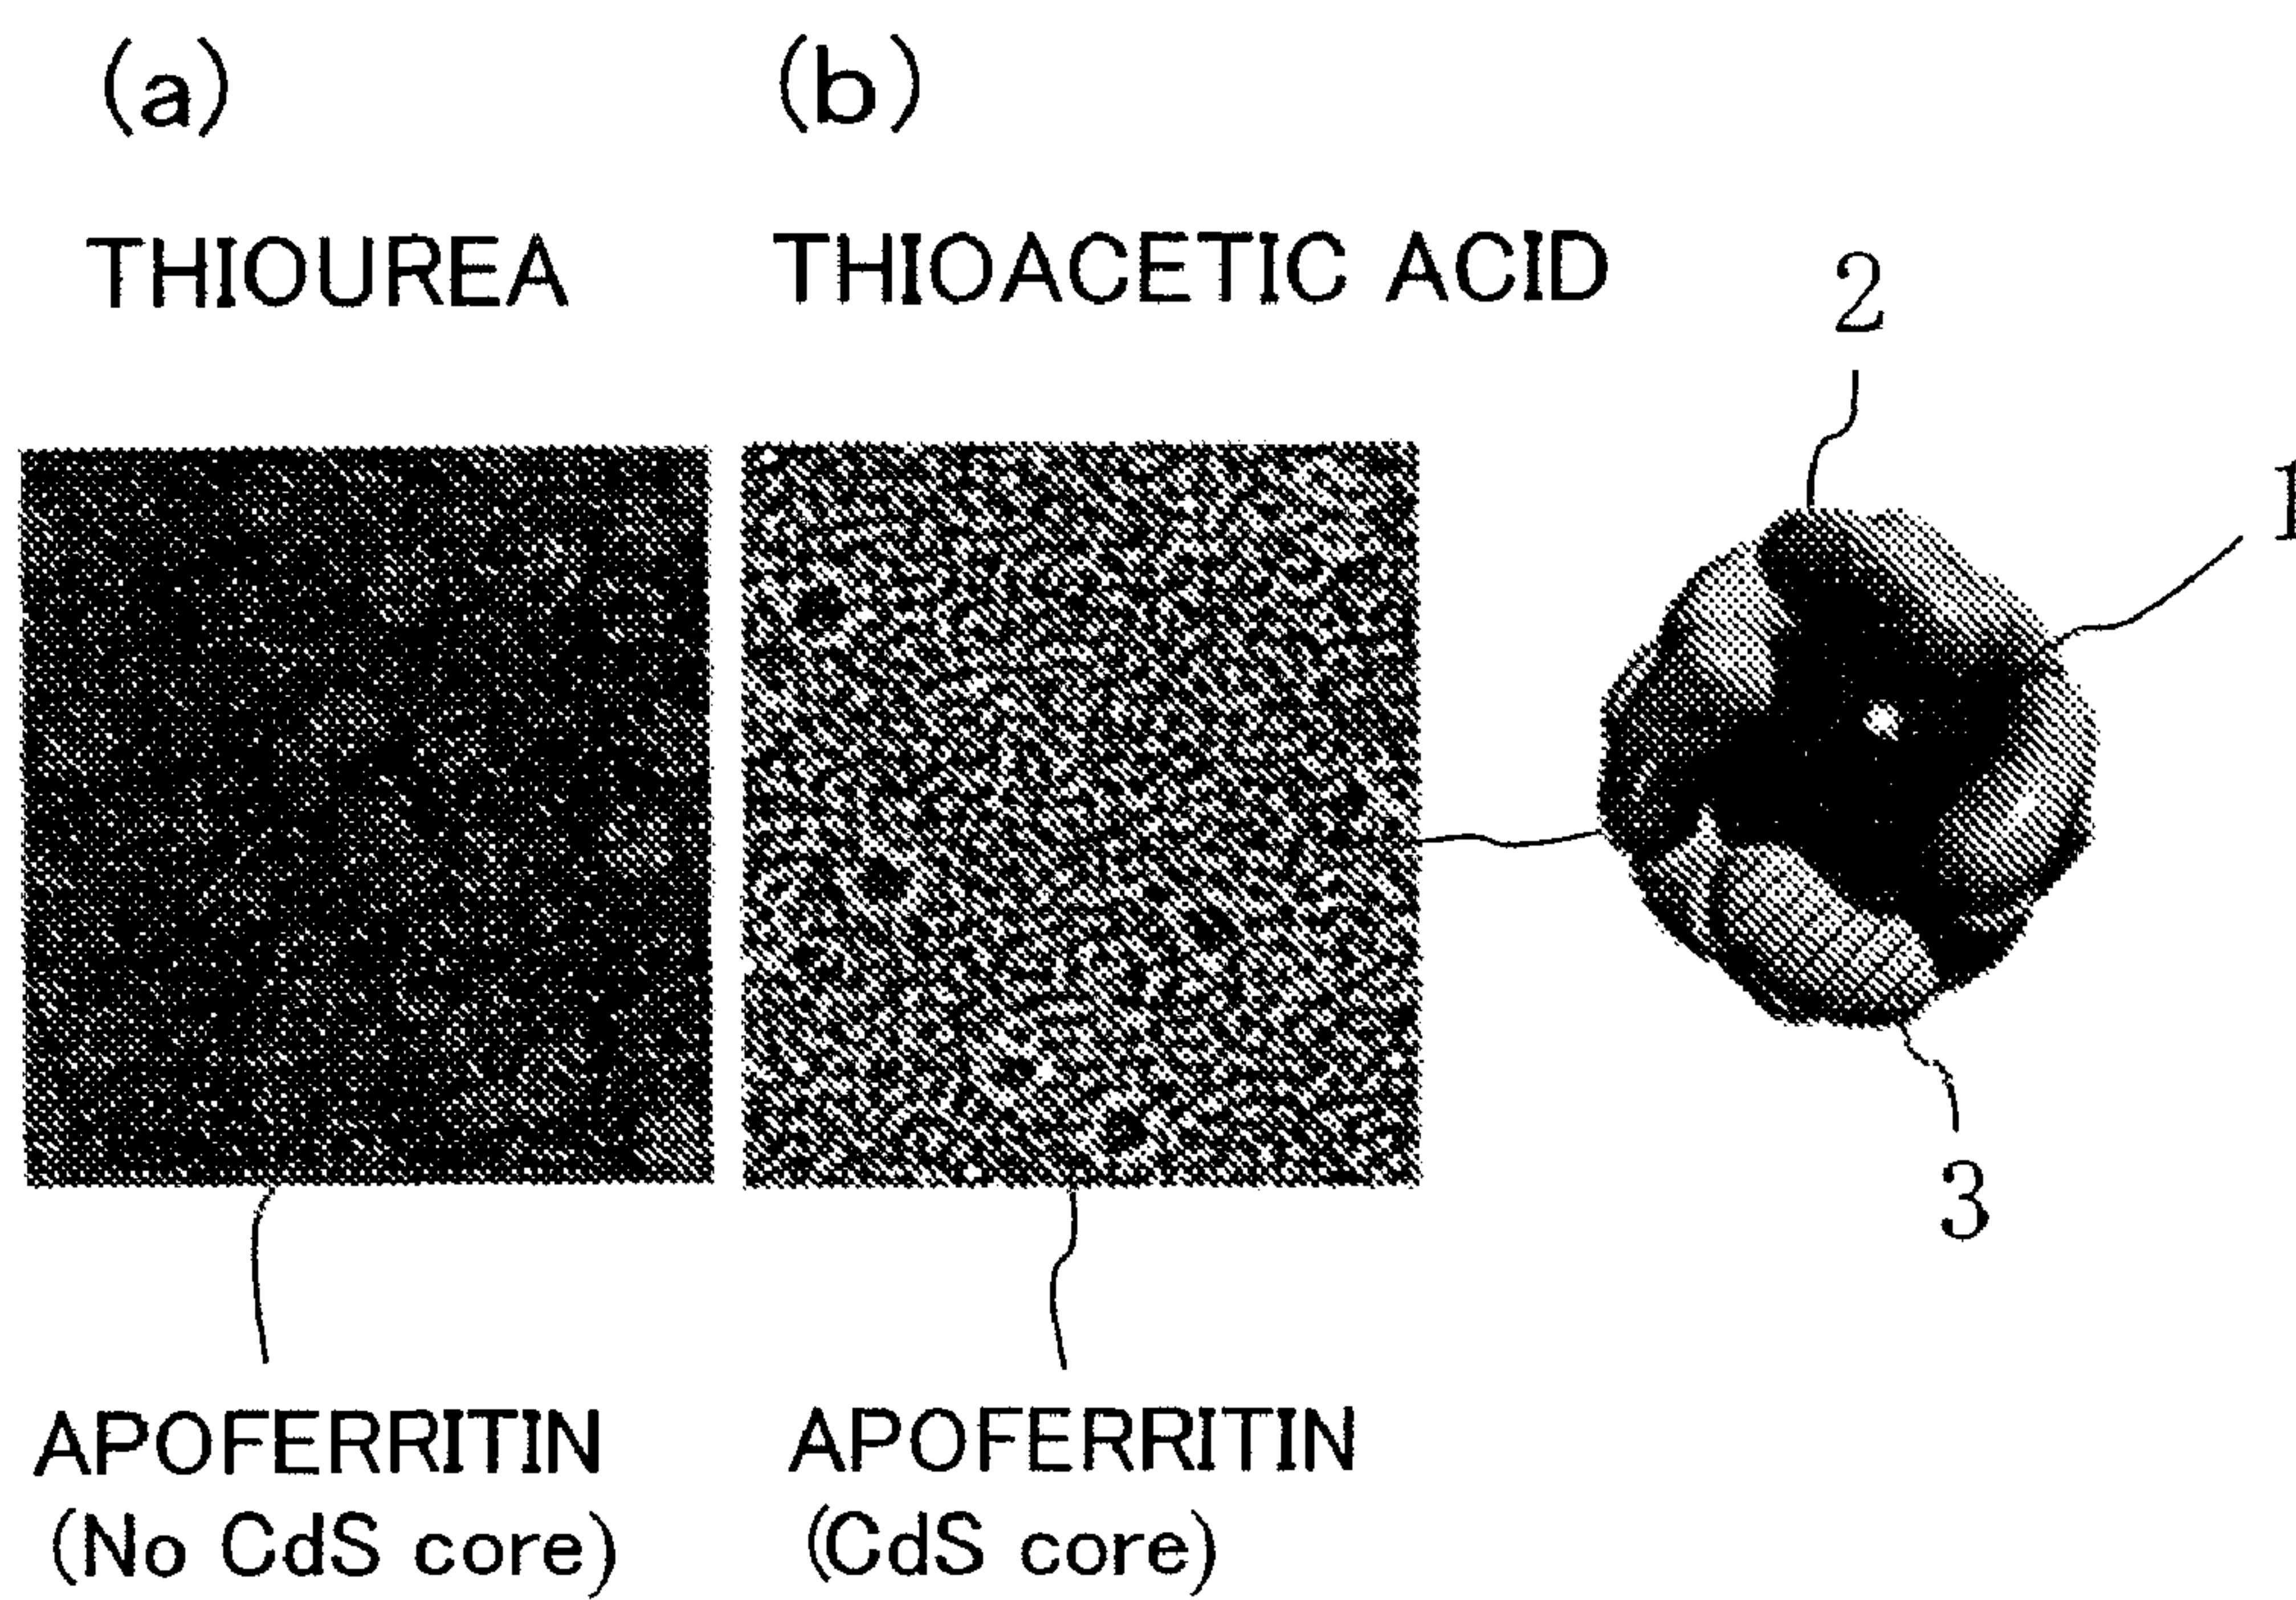 (a)
THIOUREA
APOFERRITIN
(No CdS core)
(b)
THIOACETIC ACID
APOFERRITIN
(CdS core)
2
1
3